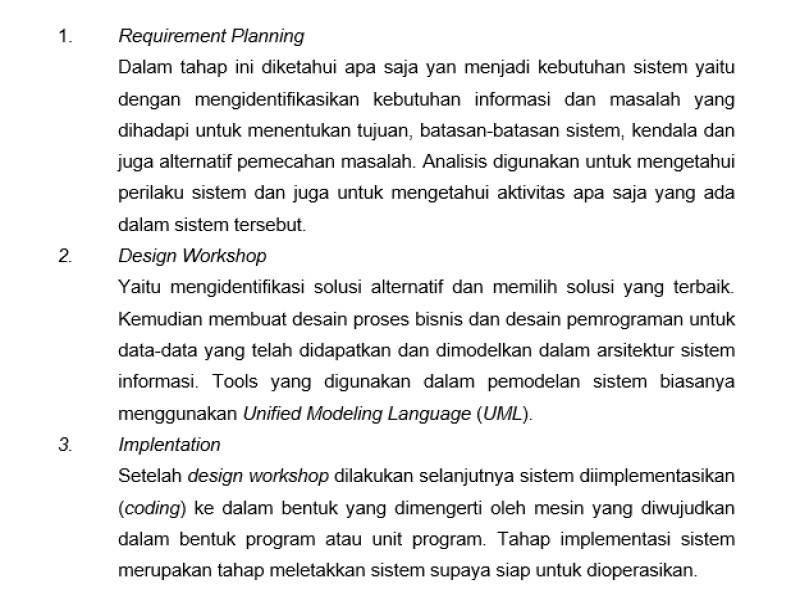 1. Requirement Planning
Dalam tahap ini diketahui apa saja yan menjadi kebutuhan sistem yaitu
dengan mengidentifikasikan kebutuhan informasi dan masalah yang
dihadapi untuk menentukan tujuan, batasan-batasan sistem, kendala dan
juga alternatif pemecahan masalah. Analisis digunakan untuk mengetahui
perilaku sistem dan juga untuk mengetahui aktivitas apa saja yang ada
dalam sistem tersebut.
2. Design Workshop
Yaitu mengidentifikasi solusi alternatif dan memilih solusi yang terbaik.
Kemudian membuat desain proses bisnis dan desain pemrograman untuk
data-data yang telah didapatkan dan dimodelkan dalam arsitektur sistem
informasi. Tools yang digunakan dalam pemodelan sistem biasanya
menggunakan Unified Modeling Language (UML).
3. Implentation
Setelah design workshop dilakukan selanjutnya sistem diimplementasikan
(coding) ke dalam bentuk yang dimengerti oleh mesin yang diwujudkan
dalam bentuk program atau unit program. Tahap implementasi sistem
merupakan tahap meletakkan sistem supaya siap untuk dioperasikan.